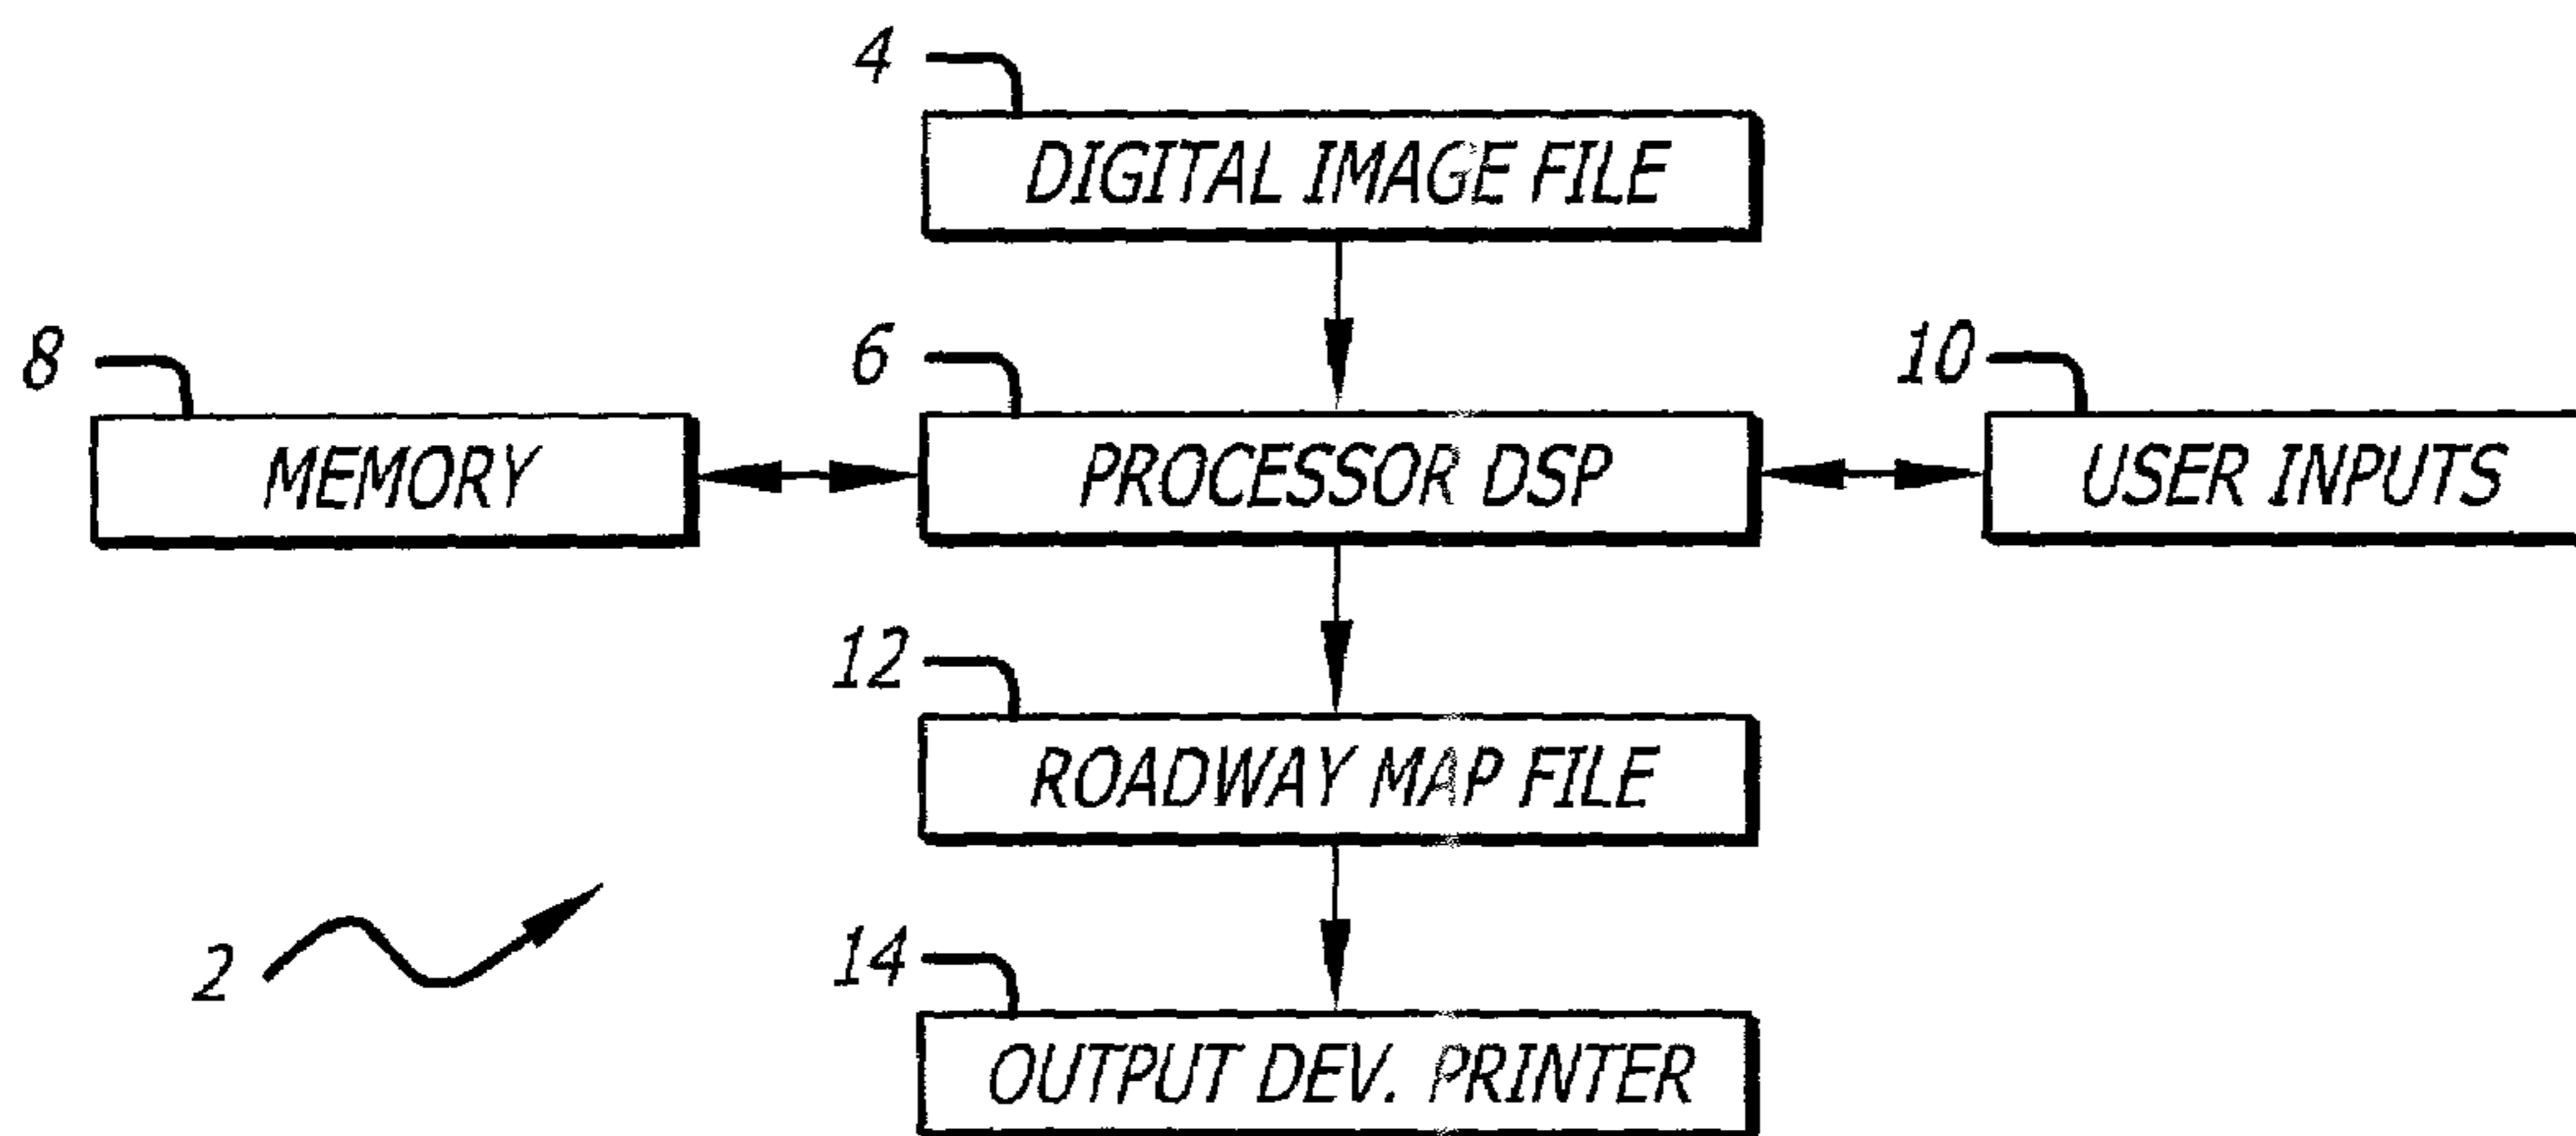 4
DIGITAL IMAGE FILE
8
6
10
MEMORY
PROCESSOR DSP
USER INPUTS
12
ROADWAY MAP FILE
2
14
OUTPUT DEV. PRINTER